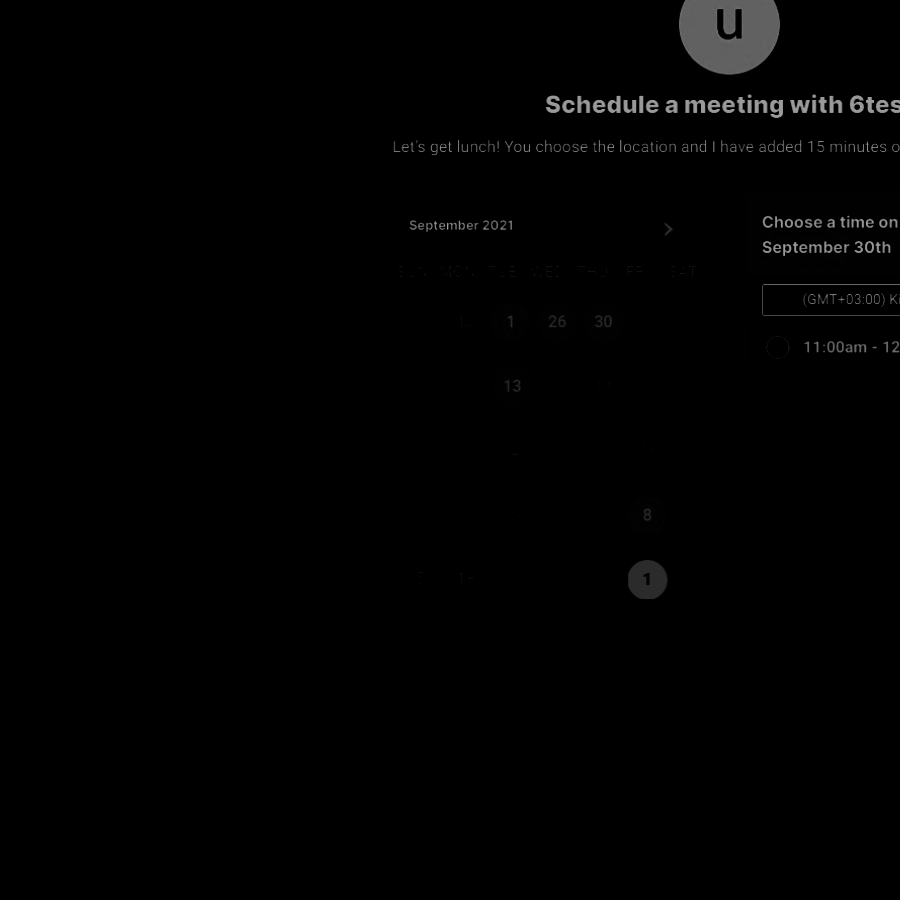 u
Schedule a meeting with 6tes
Let's get lunch! You choose the location and I have added 15 minutes o
September 2021
Choose a time on
September 30th
SUN MON TUE WED THU FRI SAT
(GMT+03:00) Ki
1 26 30
11:00am - 12
13
8
1